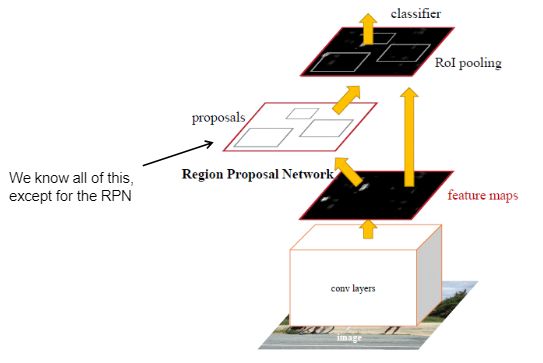 classifier
RoI pooling
proposals
Region Proposal Network
We know all of this,
except for the RPN
feature maps
conv layers
image